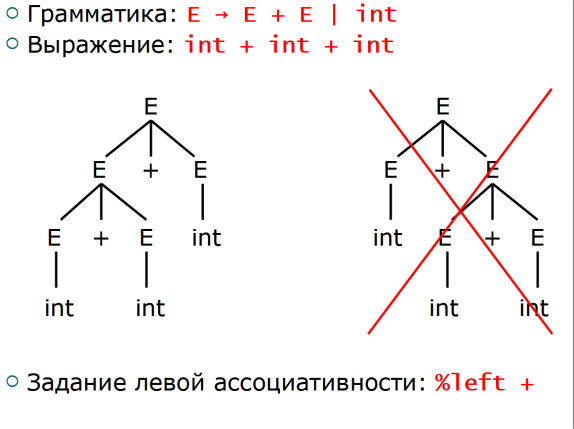 Грамматика: E → E + E | int
Выражение: int + int + int
E E
E + E E + E
E + E int int E + E
int int int int
Задание левой ассоциативности: %left +